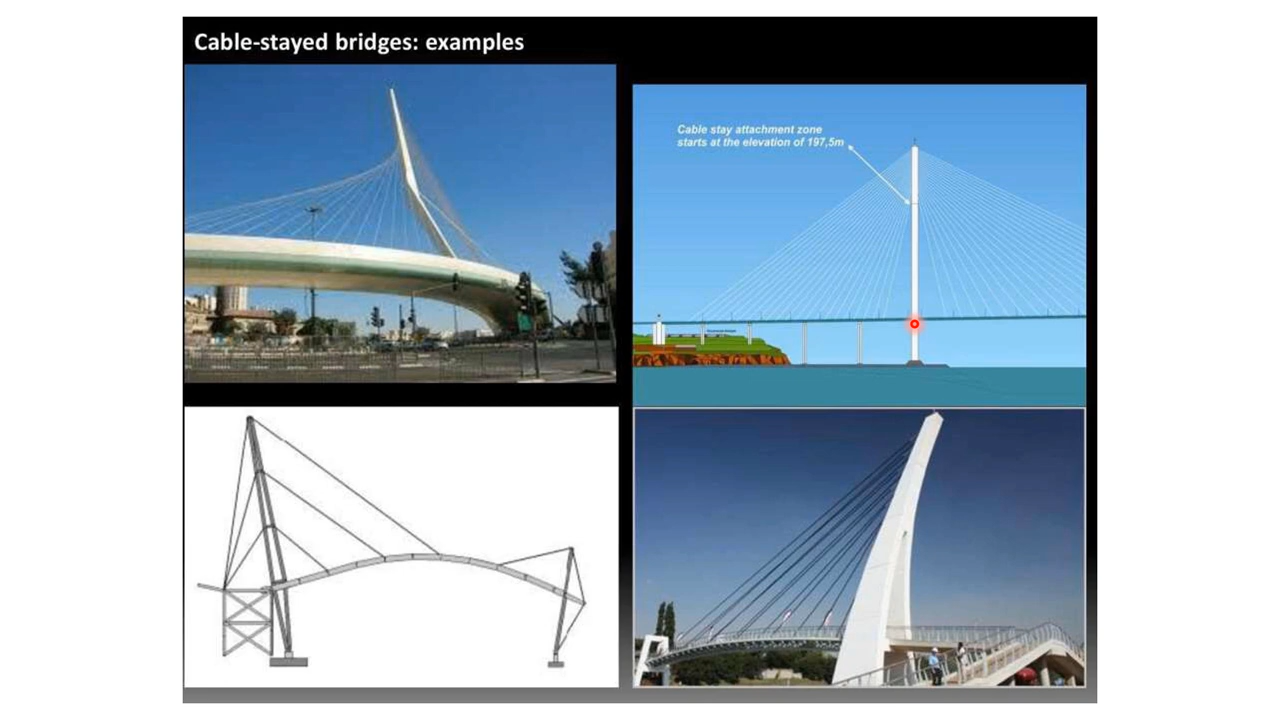 Cable-stayed bridges: examples
Cable stay attachment zone
starts at the elevation of 197,5m